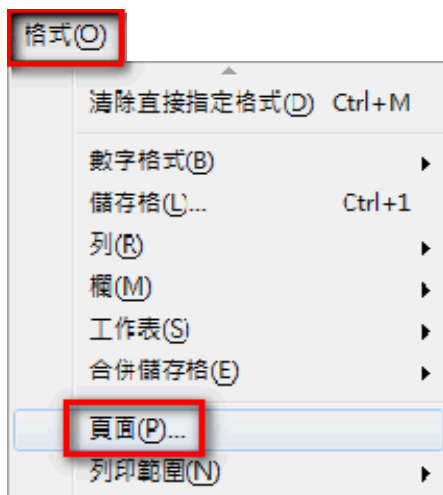 格式(O)
清除直接指定格式(D) Ctrl+M
數字格式(B)
儲存格(L)... Ctrl+1
列(R)
欄(M)
工作表(S)
合併儲存格(E)
頁面(P)...
列印範圍(N)